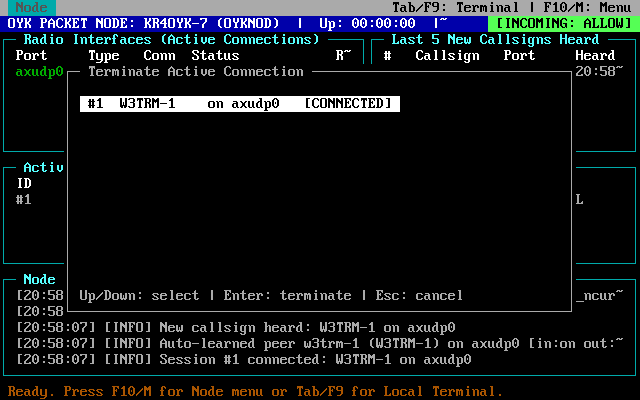 Node Tab/F9: Terminal | F10/M: Menu
OYK PACKET NODE: KR4OYK-7 (OYKNOD) | Up: 00:00:00 |~ [INCOMING: ALLOW]
Radio Interfaces (Active Connections) Last 5 New Callsigns Heard
Port Type Conn Status R~ # Callsign Port Heard
axudp0 20:58~
Terminate Active Connection
#1 W3TRM-1 on axudp0 [CONNECTED]
Activ
ID
#1 L
Node
Up/Down: select | Enter: terminate | Esc: cancel
[20:58 _ncur~
[20:58
[20:58:07] [INFO] New callsign heard: W3TRM-1 on axudp0
[20:58:07] [INFO] Auto-learned peer w3trm-1 (W3TRM-1) on axudp0 [in:on out:~
[20:58:07] [INFO] Session #1 connected: W3TRM-1 on axudp0
Ready. Press F10/M for Node menu or Tab/F9 for Local Terminal.